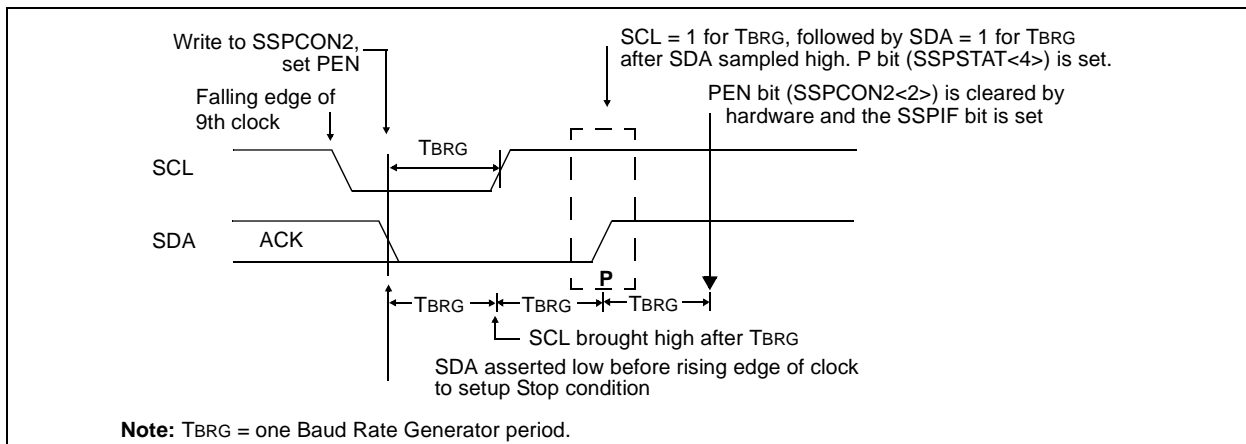 Write to SSPCON2,
set PEN
SCL = 1 for TBRG, followed by SDA = 1 for TBRG
after SDA sampled high. P bit (SSPSTAT<4>) is set.
Falling edge of
9th clock
PEN bit (SSPCON2<2>) is cleared by
hardware and the SSPIF bit is set
TBRG
SCL
SDA
ACK
P
TBRG
TBRG
TBRG
SCL brought high after TBRG
SDA asserted low before rising edge of clock
to setup Stop condition
Note: TBRG = one Baud Rate Generator period.